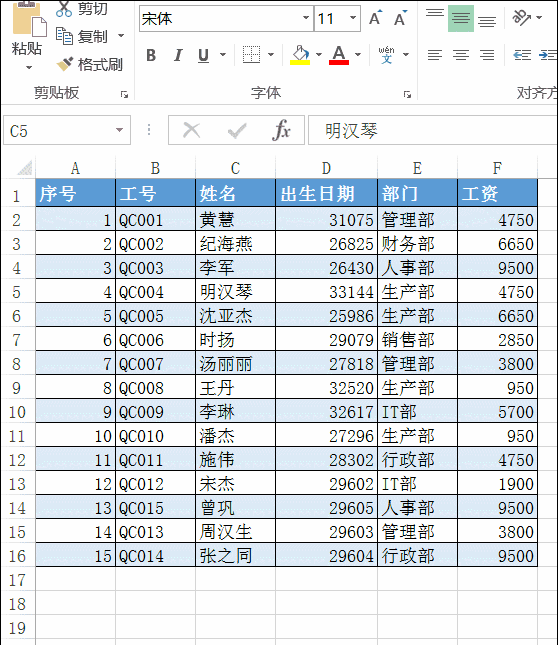 剪切
粘贴
复制
格式刷
剪贴板
宋体 11 A A
B I U A wén 文
字体
对齐方
C5 fx 明汉琴
A B C D E F
1 序号 工号 姓名 出生日期 部门 工资
2 1 QC001 黄慧 31075 管理部 4750
3 2 QC002 纪海燕 26825 财务部 6650
4 3 QC003 李军 26430 人事部 9500
5 4 QC004 明汉琴 33144 生产部 4750
6 5 QC005 沈亚杰 25986 生产部 6650
7 6 QC006 时扬 29079 销售部 2850
8 7 QC007 汤丽丽 27818 管理部 3800
9 8 QC008 王丹 32520 生产部 950
10 9 QC009 李琳 32617 IT部 5700
11 10 QC010 潘杰 27296 生产部 950
12 11 QC011 施伟 28302 行政部 4750
13 12 QC012 宋杰 29602 IT部 1900
14 13 QC015 曾巩 29605 人事部 9500
15 14 QC013 周汉生 29603 管理部 3800
16 15 QC014 张之同 29604 行政部 9500
17
18
19